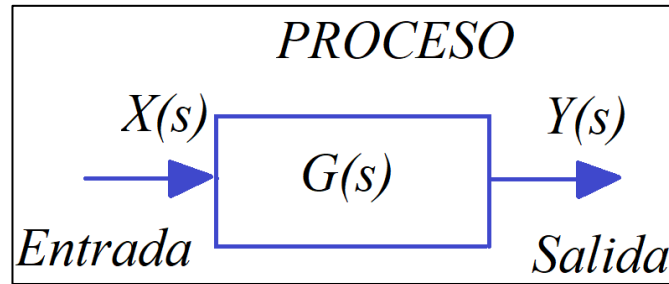 PROCESO
X(s)
Y(s)
G(s)
Entrada
Salida